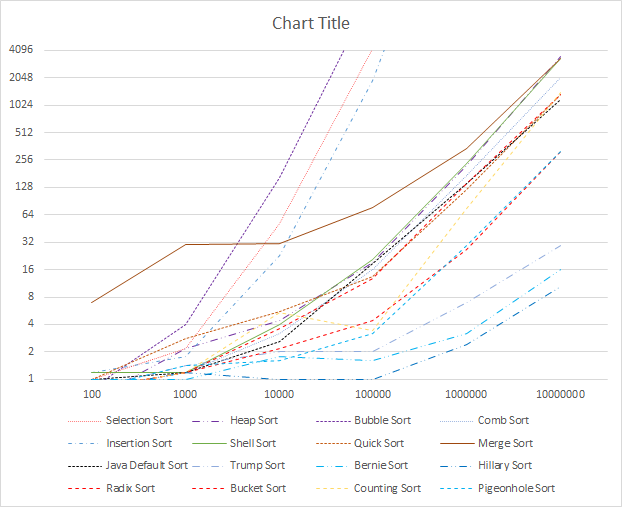 Chart Title
4096
2048
1024
512
256
128
64
32
16
8
4
2
1
100 1000 10000 100000 1000000 10000000
Selection Sort Heap Sort Bubble Sort Comb Sort
Insertion Sort Shell Sort Quick Sort Merge Sort
Java Default Sort Trump Sort Bernie Sort Hillary Sort
Radix Sort Bucket Sort Counting Sort Pigeonhole Sort